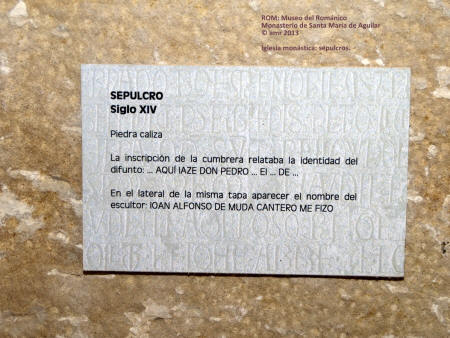 ROM: Museo del Románico
Monasterio de Santa María de Aguilar
© amr 2013
Iglesia monástica: sepulcros.
SEPULCRO
Siglo XIV
Piedra caliza
La inscripción de la cumbrera relataba la identidad del
difunto: ... AQUÍ IAZE DON PEDRO ... EI ... DE ...
En el lateral de la misma tapa aparecer el nombre del
escultor: IOAN ALFONSO DE MUDA CANTERO ME FIZO